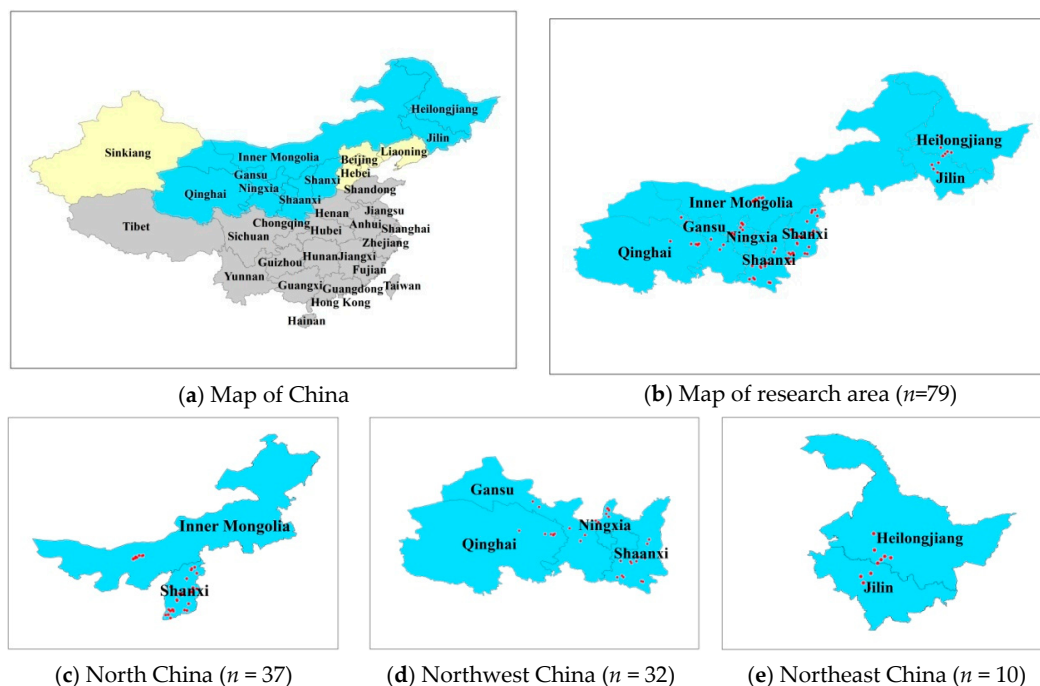 Heilongjiang
Jilin
Sinkiang
Inner Mongolia
Beijing
Liaoning
Hebei
Gansu
Ningxia
Shanxi
Qinghai
Shaanxi
Shandong
Henan
Jiangsu
Tibet
Chongqing
Hubei
Anhui
Shanghai
Sichuan
Zhejiang
Hunan
Jiangxi
Guizhou
Fujian
Yunnan
Guangxi
Guangdong
Taiwan
Hong Kong
Hainan
(a) Map of China
Heilongjiang
Jilin
Inner Mongolia
Gansu
Ningxia
Shanxi
Qinghai
Shaanxi
(b) Map of research area (n=79)
Inner Mongolia
Shanxi
(c) North China (n = 37)
Gansu
Ningxia
Qinghai
Shaanxi
(d) Northwest China (n = 32)
Heilongjiang
Jilin
(e) Northeast China (n = 10)